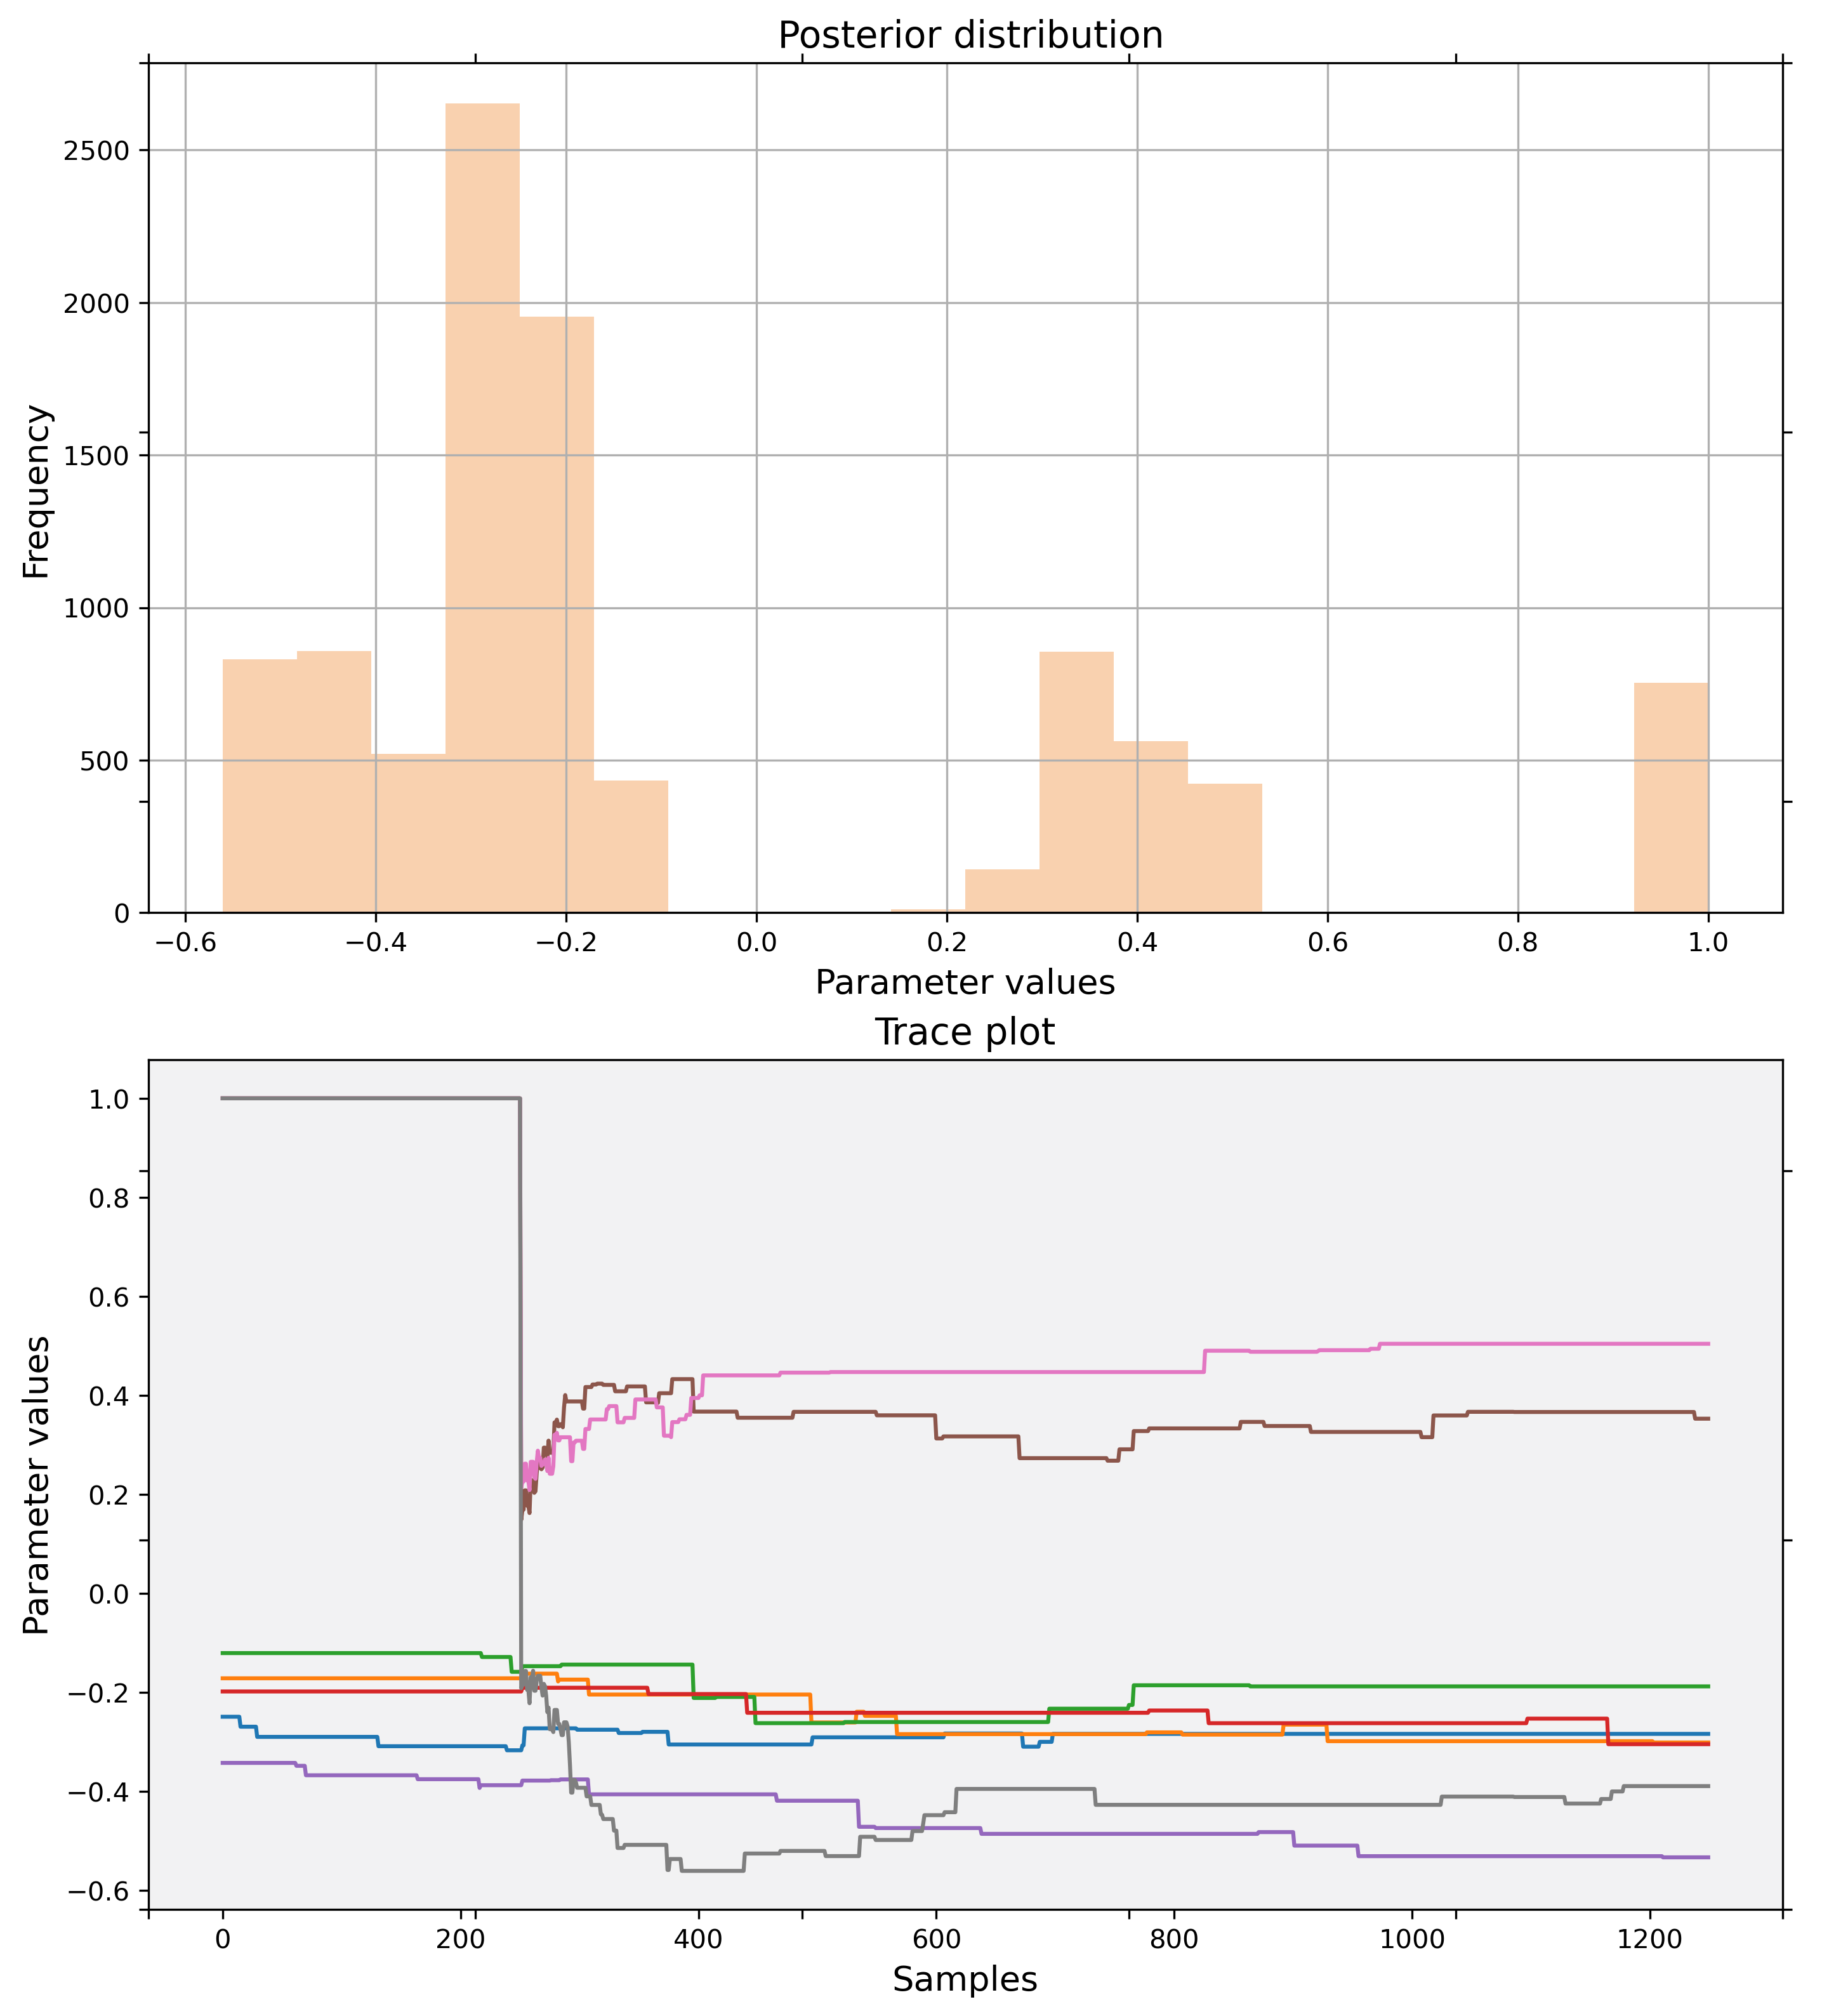 Posterior distribution
2500
2000
1500
1000
500
0
Frequency
−0.6 −0.4 −0.2 0.0 0.2 0.4 0.6 0.8 1.0
Parameter values
Trace plot
1.0
0.8
0.6
0.4
0.2
0.0
−0.2
−0.4
−0.6
Parameter values
0 200 400 600 800 1000 1200
Samples